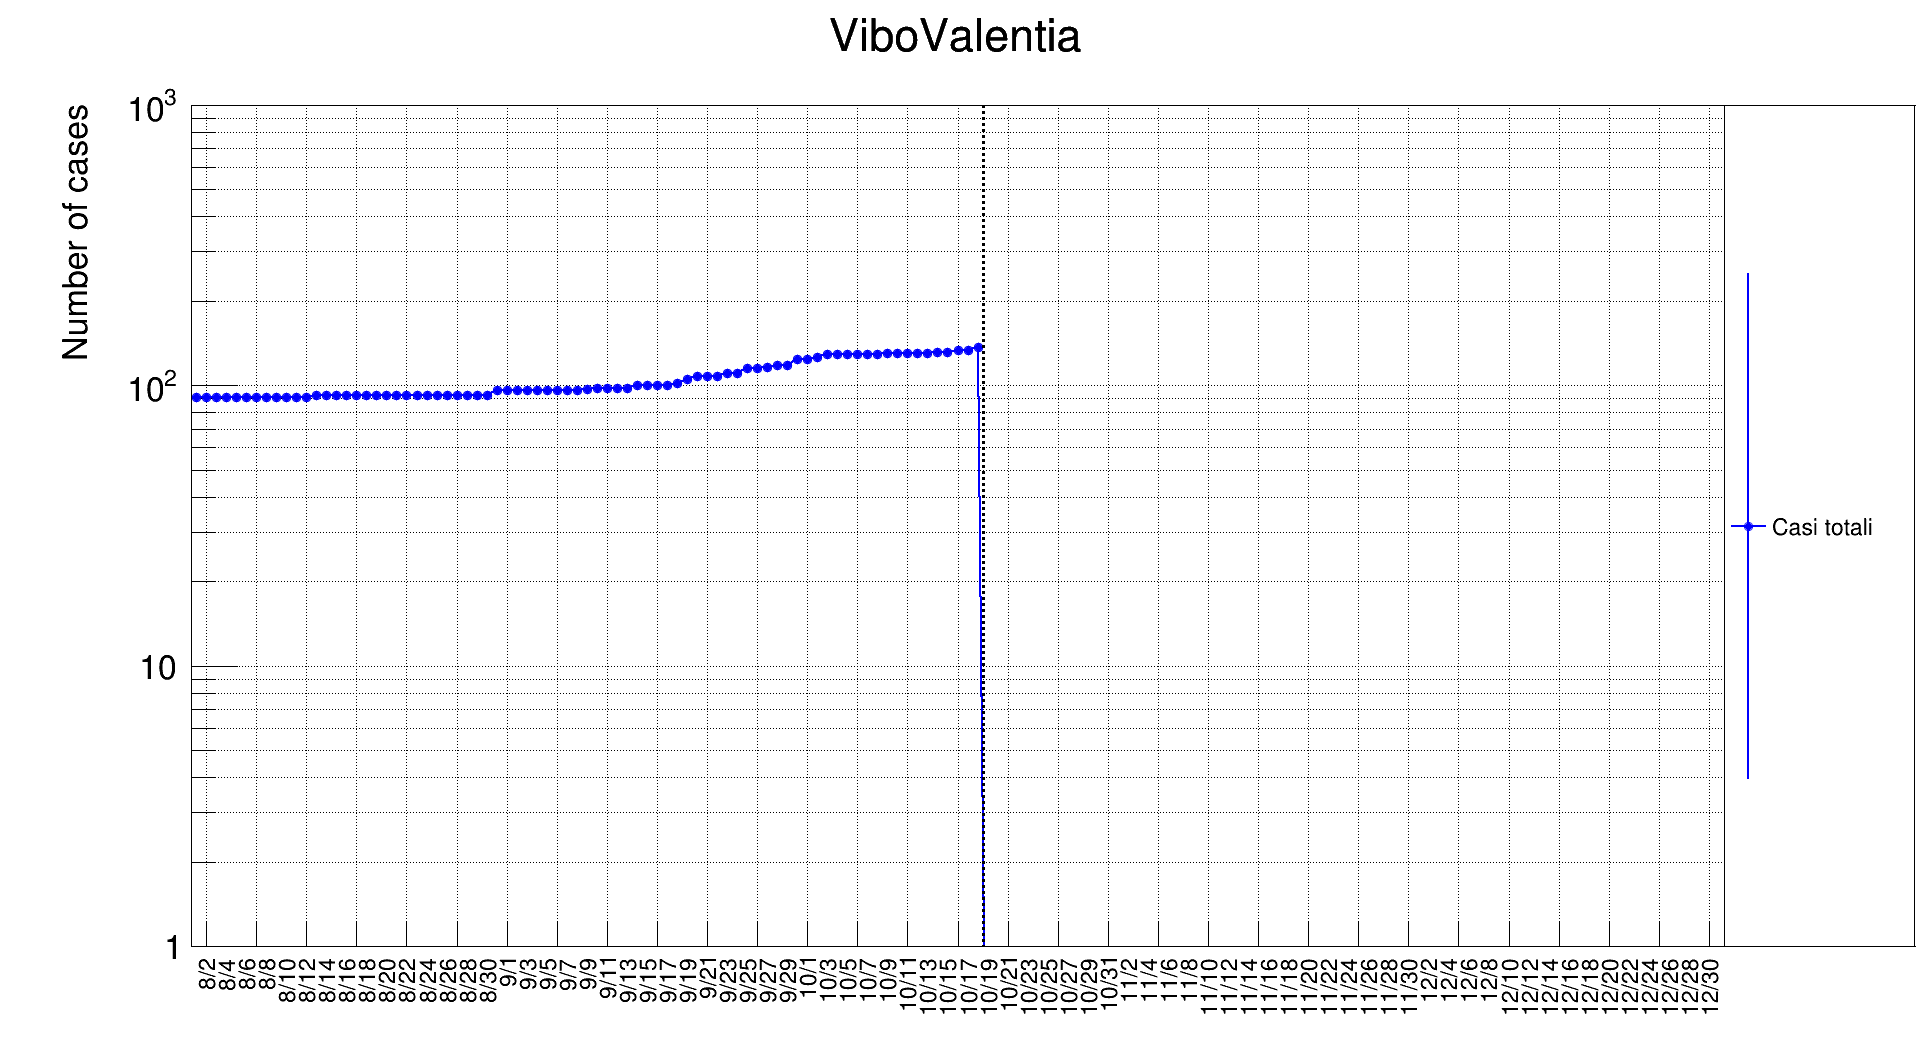 ViboValentia
Number of cases
10³
10²
10
1
8/2 8/4 8/6 8/8 8/10 8/12 8/14 8/16 8/18 8/20 8/22 8/24 8/26 8/28 8/30 9/1 9/3 9/5 9/7 9/9 9/11 9/13 9/15 9/17 9/19 9/21 9/23 9/25 9/27 9/29 10/1 10/3 10/5 10/7 10/9 10/11 10/13 10/15 10/17 10/19 10/21 10/23 10/25 10/27 10/29 10/31 11/2 11/4 11/6 11/8 11/10 11/12 11/14 11/16 11/18 11/20 11/22 11/24 11/26 11/28 11/30 12/2 12/4 12/6 12/8 12/10 12/12 12/14 12/16 12/18 12/20 12/22 12/24 12/26 12/28 12/30
Casi totali